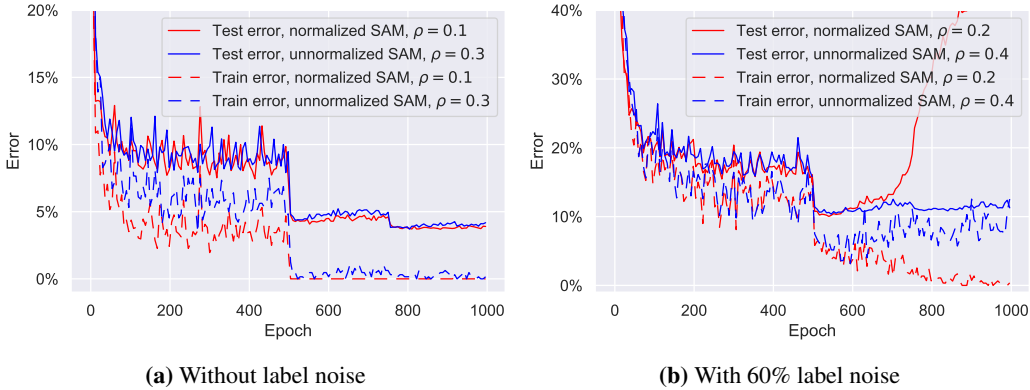 20%
15%
10%
5%
0%
Error
Test error, normalized SAM, ρ = 0.1
Test error, unnormalized SAM, ρ = 0.3
Train error, normalized SAM, ρ = 0.1
Train error, unnormalized SAM, ρ = 0.3
0 200 400 600 800 1000
Epoch
(a) Without label noise
40%
30%
20%
10%
0%
Error
Test error, normalized SAM, ρ = 0.2
Test error, unnormalized SAM, ρ = 0.4
Train error, normalized SAM, ρ = 0.2
Train error, unnormalized SAM, ρ = 0.4
0 200 400 600 800 1000
Epoch
(b) With 60% label noise